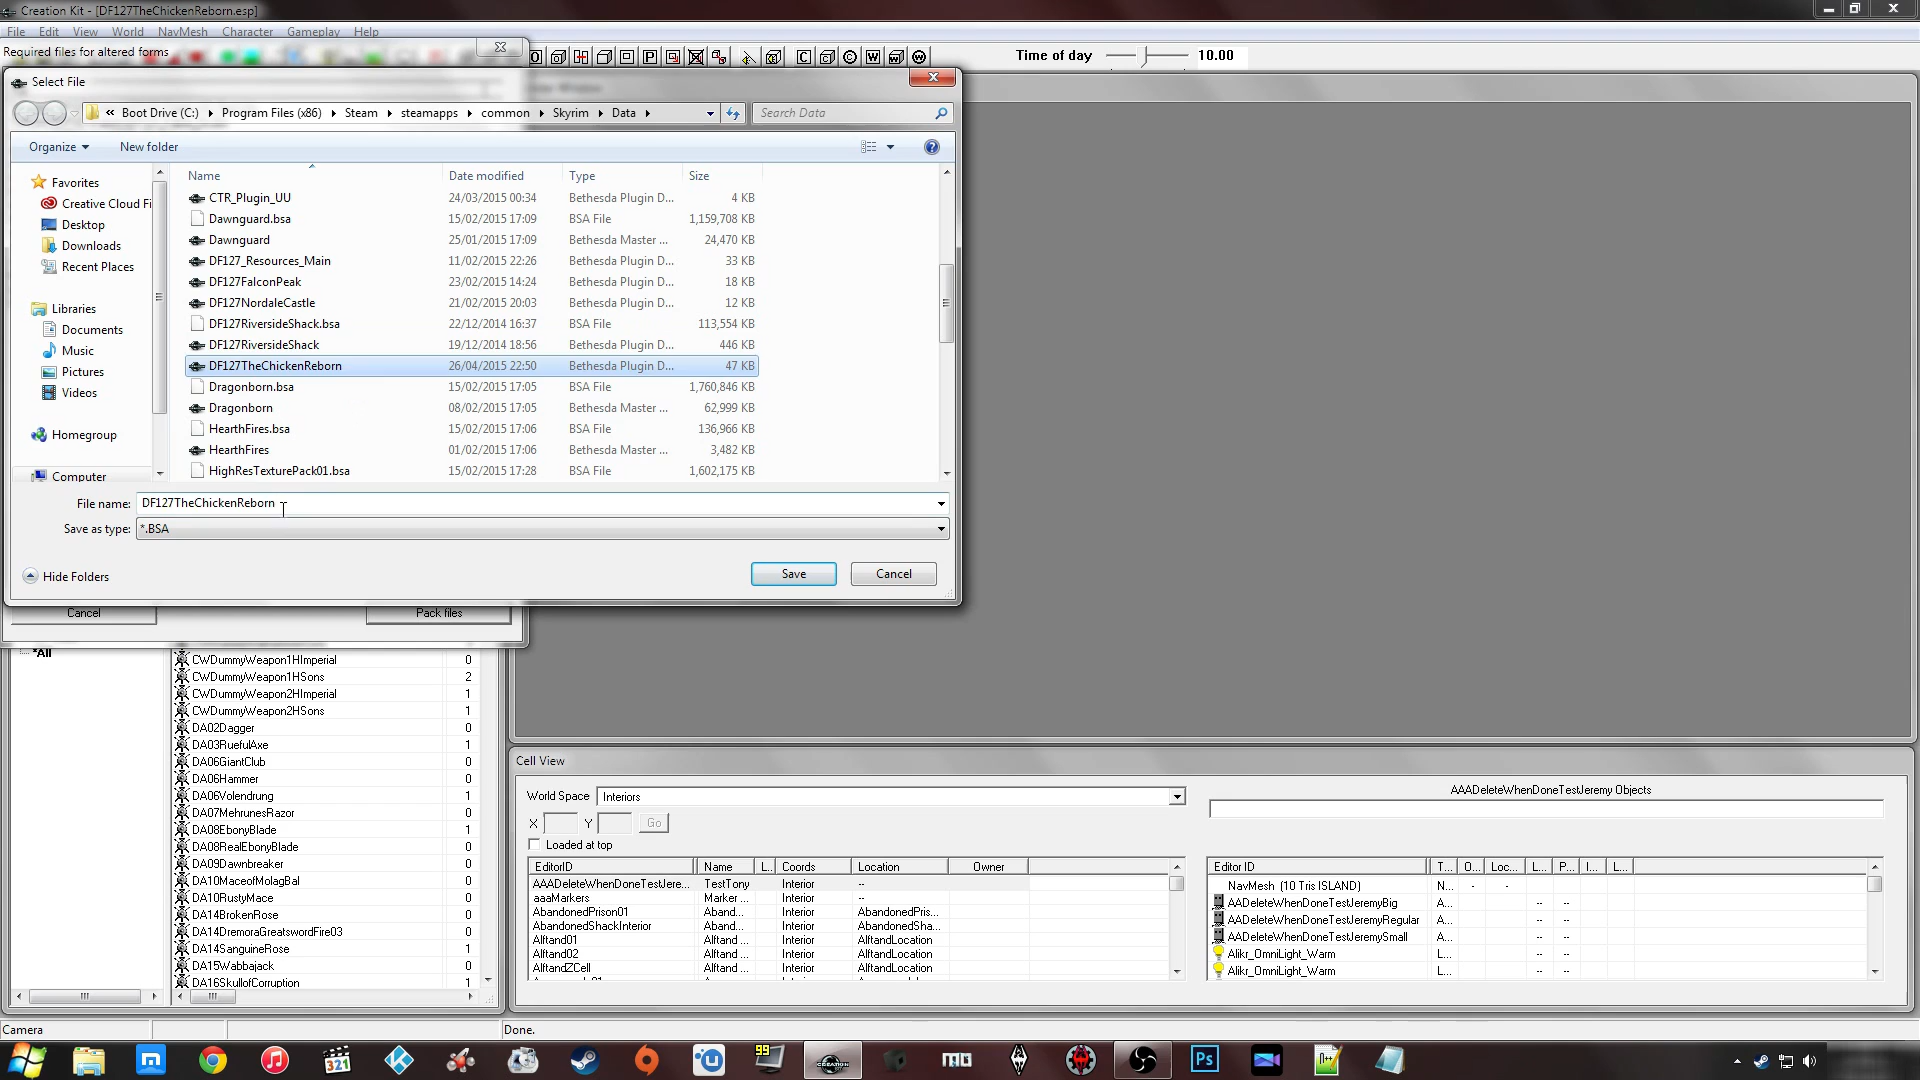 Creation Kit - [DF127TheChickenReborn.esp]
File Edit View World NavMesh Character Gameplay Help
Required files for altered forms
Time of day 10.00
Select File
« Boot Drive (C:) Program Files (x86) Steam steamapps common Skyrim Data
Search Data
Organize New folder
Name Date modified Type Size
Favorites
Creative Cloud Fi
Desktop
Downloads
Recent Places
Libraries
Documents
Music
Pictures
Videos
Homegroup
Computer
CTR_Plugin_UU 24/03/2015 00:34 Bethesda Plugin D... 4 KB
Dawnguard.bsa 15/02/2015 17:09 BSA File 1,159,708 KB
Dawnguard 25/01/2015 17:09 Bethesda Master ... 24,470 KB
DF127_Resources_Main 11/02/2015 22:26 Bethesda Plugin D... 33 KB
DF127FalconPeak 23/02/2015 14:24 Bethesda Plugin D... 18 KB
DF127NordaleCastle 21/02/2015 20:03 Bethesda Plugin D... 12 KB
DF127RiversideShack.bsa 22/12/2014 16:37 BSA File 113,554 KB
DF127RiversideShack 19/12/2014 18:56 Bethesda Plugin D... 446 KB
DF127TheChickenReborn 26/04/2015 22:50 Bethesda Plugin D... 47 KB
Dragonborn.bsa 15/02/2015 17:05 BSA File 1,760,846 KB
Dragonborn 08/02/2015 17:05 Bethesda Master ... 62,999 KB
HearthFires.bsa 15/02/2015 17:06 BSA File 136,966 KB
HearthFires 01/02/2015 17:06 Bethesda Master ... 3,482 KB
HighResTexturePack01.bsa 15/02/2015 17:28 BSA File 1,602,175 KB
File name: DF127TheChickenReborn
Save as type: *.BSA
Hide Folders Save Cancel
Cancel Pack files
*All
CWDummyWeapon1HImperial 0
CWDummyWeapon1HSons 2
CWDummyWeapon2HImperial 1
CWDummyWeapon2HSons 1
DA02Dagger 0
DA03RuefulAxe 1
DA06GiantClub 0
DA06Hammer 0
DA06Volendrung 1
DA07MehrunesRazor 0
DA08EbonyBlade 1
DA08RealEbonyBlade 0
DA09Dawnbreaker 0
DA10MaceofMolagBal 0
DA10RustyMace 0
DA14BrokenRose 0
DA14DremoraGreatswordFire03 0
DA14SanguineRose 1
DA15Wabbajack 0
DA16SkullofCorruption 1
Cell View
World Space Interiors
X Y Go
Loaded at top
EditorID Name L.. Coords Location Owner
AAADeleteWhenDoneTestJere... TestTony Interior --
aaaMarkers Marker ... Interior --
AbandonedPrison01 Aband... Interior AbandonedPris...
AbandonedShackInterior Aband... Interior AbandonedSha...
Alftand01 Alftand ... Interior AlftandLocation
Alftand02 Alftand ... Interior AlftandLocation
AlftandZCell Alftand ... Interior AlftandLocation
AAADeleteWhenDoneTestJeremy Objects
Editor ID T... O... Loc... L... P... I... L...
NavMesh (10 Tris ISLAND) N... - -
AADeleteWhenDoneTestJeremyBig A... -- --
AADeleteWhenDoneTestJeremyRegular A... -- --
AADeleteWhenDoneTestJeremySmall A... -- --
Alikr_OmniLight_Warm L... -- --
Alikr_OmniLight_Warm L... -- --
Camera Done.
321
99
CREATION
Ps